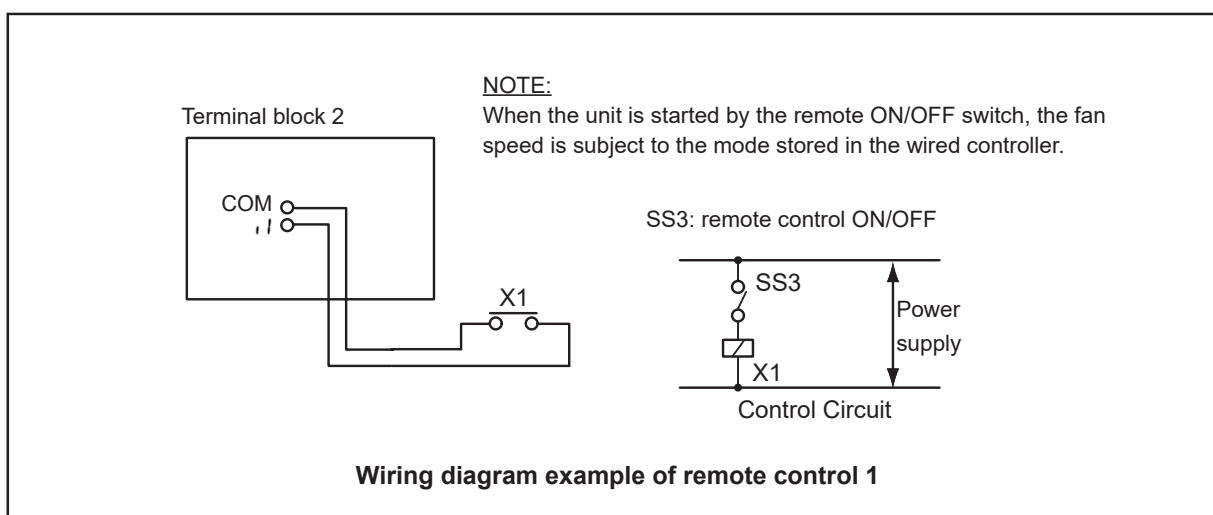 NOTE:
When the unit is started by the remote ON/OFF switch, the fan
speed is subject to the mode stored in the wired controller.
Terminal block 2
COM
SS3: remote control ON/OFF
SS3
X1
Power
supply
X1
Control Circuit
Wiring diagram example of remote control 1